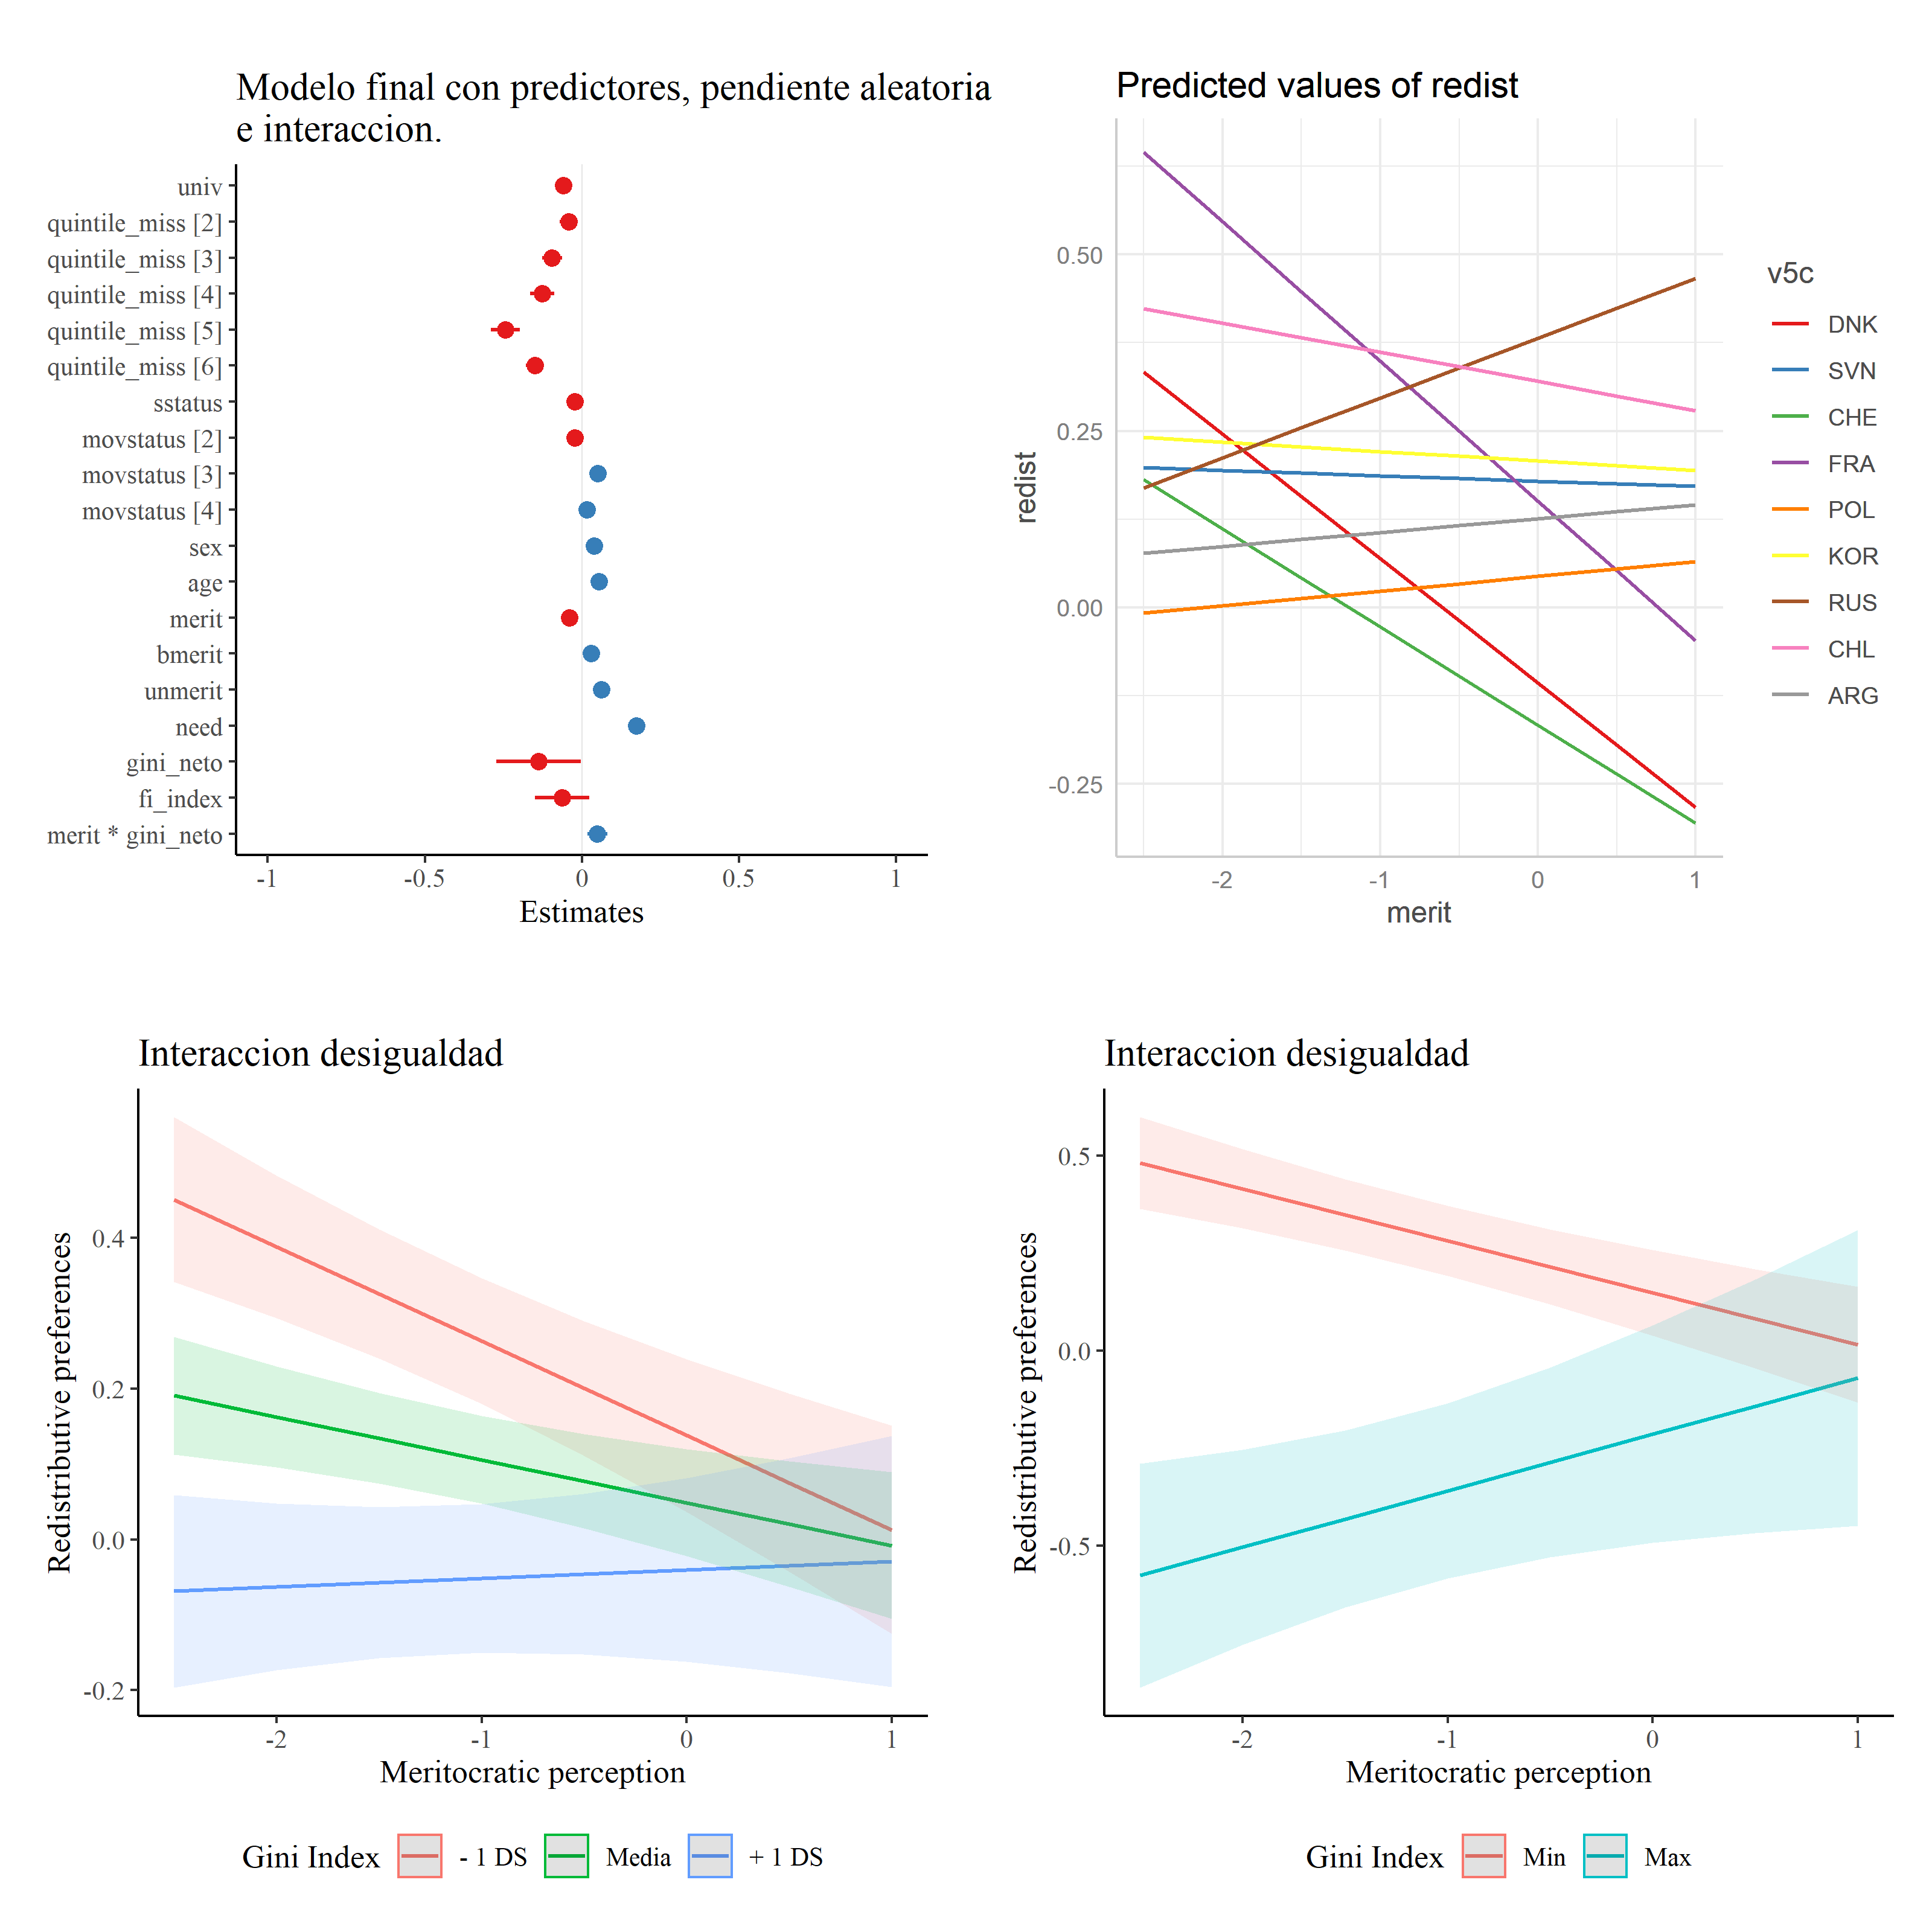 Modelo final con predictores, pendiente aleatoria
e interaccion.
univ
quintile_miss [2]
quintile_miss [3]
quintile_miss [4]
quintile_miss [5]
quintile_miss [6]
sstatus
movstatus [2]
movstatus [3]
movstatus [4]
sex
age
merit
bmerit
unmerit
need
gini_neto
fi_index
merit * gini_neto
-1
-0.5
0
0.5
1
Estimates
Predicted values of redist
redist
0.50
0.25
0.00
-0.25
-2
-1
0
1
merit
v5c
DNK
SVN
CHE
FRA
POL
KOR
RUS
CHL
ARG
Interaccion desigualdad
Redistributive preferences
0.4
0.2
0.0
-0.2
-2
-1
0
1
Meritocratic perception
Gini Index
- 1 DS
Media
+ 1 DS
Interaccion desigualdad
Redistributive preferences
0.5
0.0
-0.5
-2
-1
0
1
Meritocratic perception
Gini Index
Min
Max